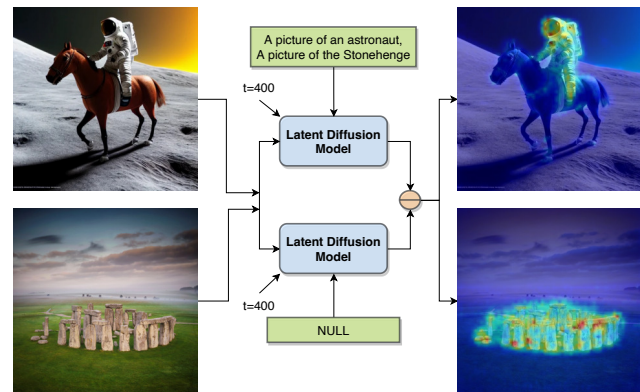 A picture of an astronaut,
A picture of the Stonehenge
t=400
Latent Diffusion
Model
Latent Diffusion
Model
t=400
NULL